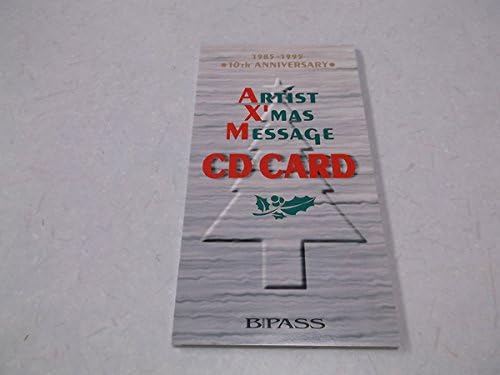 1985-1995
●10th ANNIVERSARY●
ARTIST
X'MAS
MESSAGE
CD CARD
B-PASS